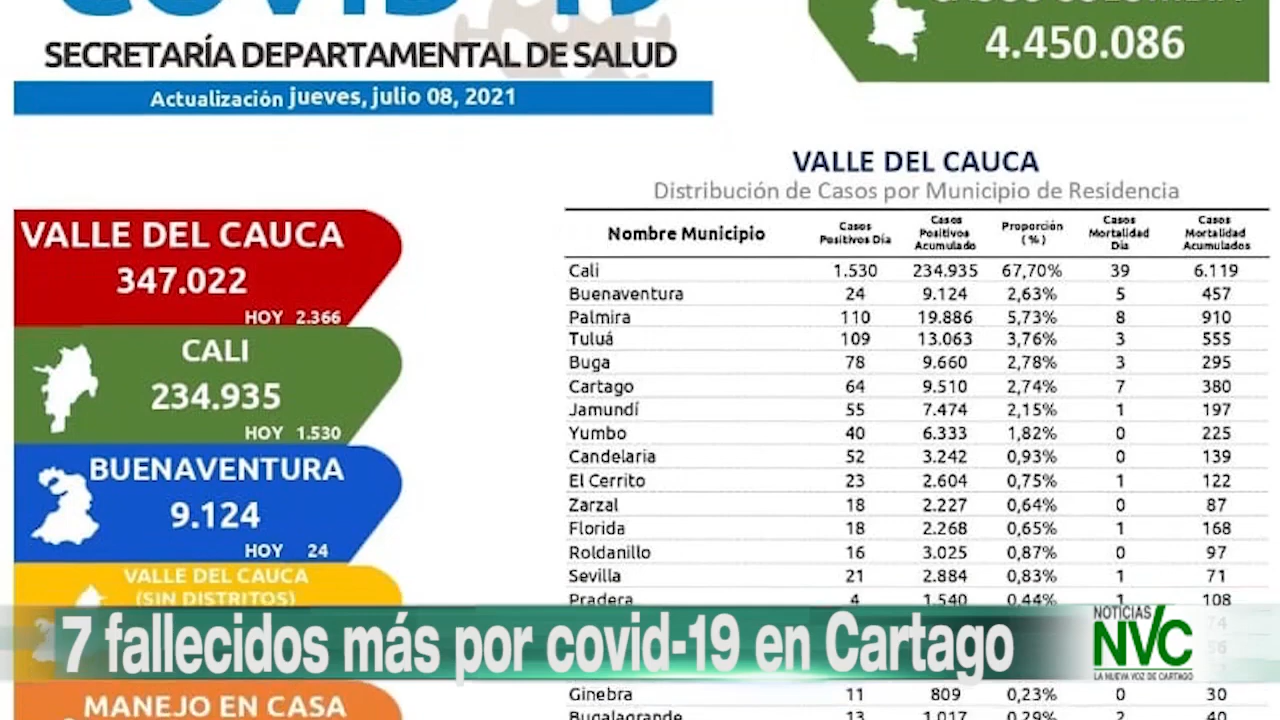 COVID-19
SECRETARÍA DEPARTAMENTAL DE SALUD
Actualización jueves, julio 08, 2021
4.450.086
VALLE DEL CAUCA
347.022
HOY 2.366
CALI
234.935
HOY 1.530
BUENAVENTURA
9.124
HOY 24
VALLE DEL CAUCA
(SIN DISTRITOS)
MANEJO EN CASA
VALLE DEL CAUCA
Distribución de Casos por Municipio de Residencia
Nombre Municipio Casos Positivos Día Casos Positivos Acumulado Proporción (%) Casos Mortalidad Día Casos Mortalidad Acumulados
Cali 1.530 234.935 67,70% 39 6.119
Buenaventura 24 9.124 2,63% 5 457
Palmira 110 19.886 5,73% 8 910
Tuluá 109 13.063 3,76% 3 555
Buga 78 9.660 2,78% 3 295
Cartago 64 9.510 2,74% 7 380
Jamundí 55 7.474 2,15% 1 197
Yumbo 40 6.333 1,82% 0 225
Candelaria 52 3.242 0,93% 0 139
El Cerrito 23 2.604 0,75% 1 122
Zarzal 18 2.227 0,64% 0 87
Florida 18 2.268 0,65% 1 168
Roldanillo 16 3.025 0,87% 0 97
Sevilla 21 2.884 0,83% 1 71
Pradera 4 1.540 0,44% 1 108
Ginebra 11 809 0,23% 0 30
Bugalagrande 13 1.017 0,29% 2 40
7 fallecidos más por covid-19 en Cartago
NOTICIAS
NVC
LA NUEVA VOZ DE CARTAGO